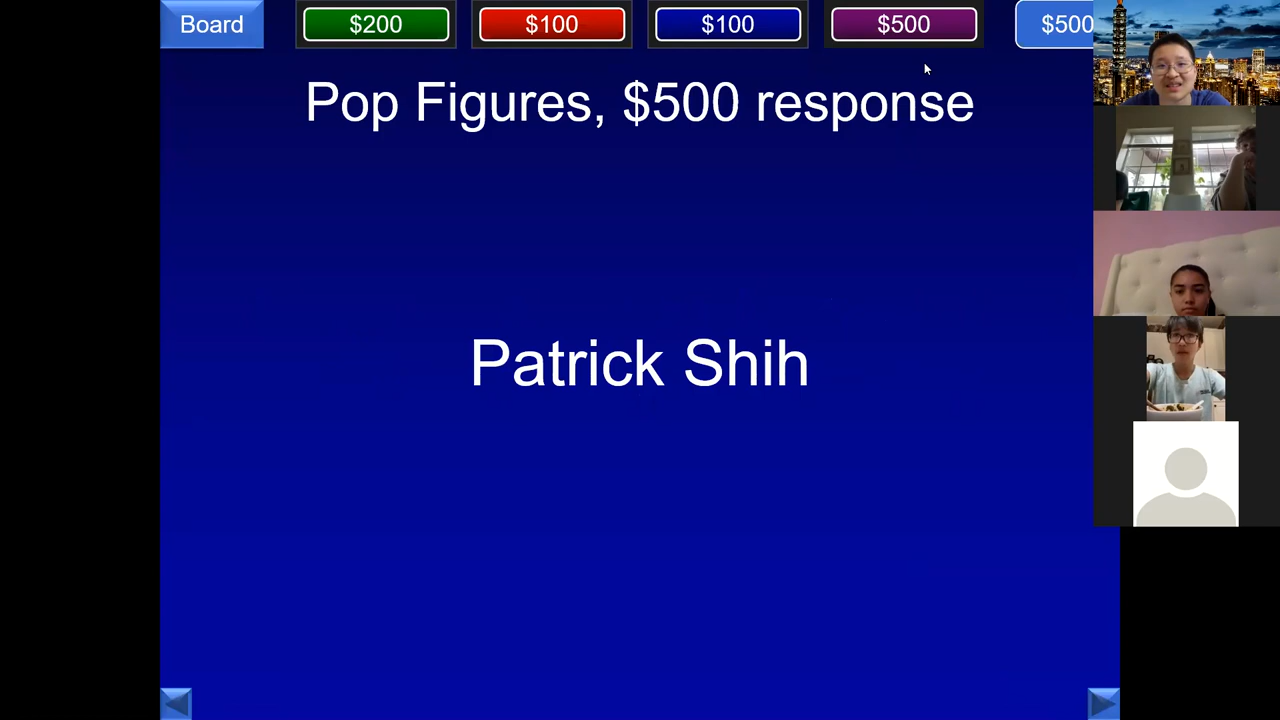 Board
$200
$100
$100
$500
$500
Pop Figures, $500 response
Patrick Shih